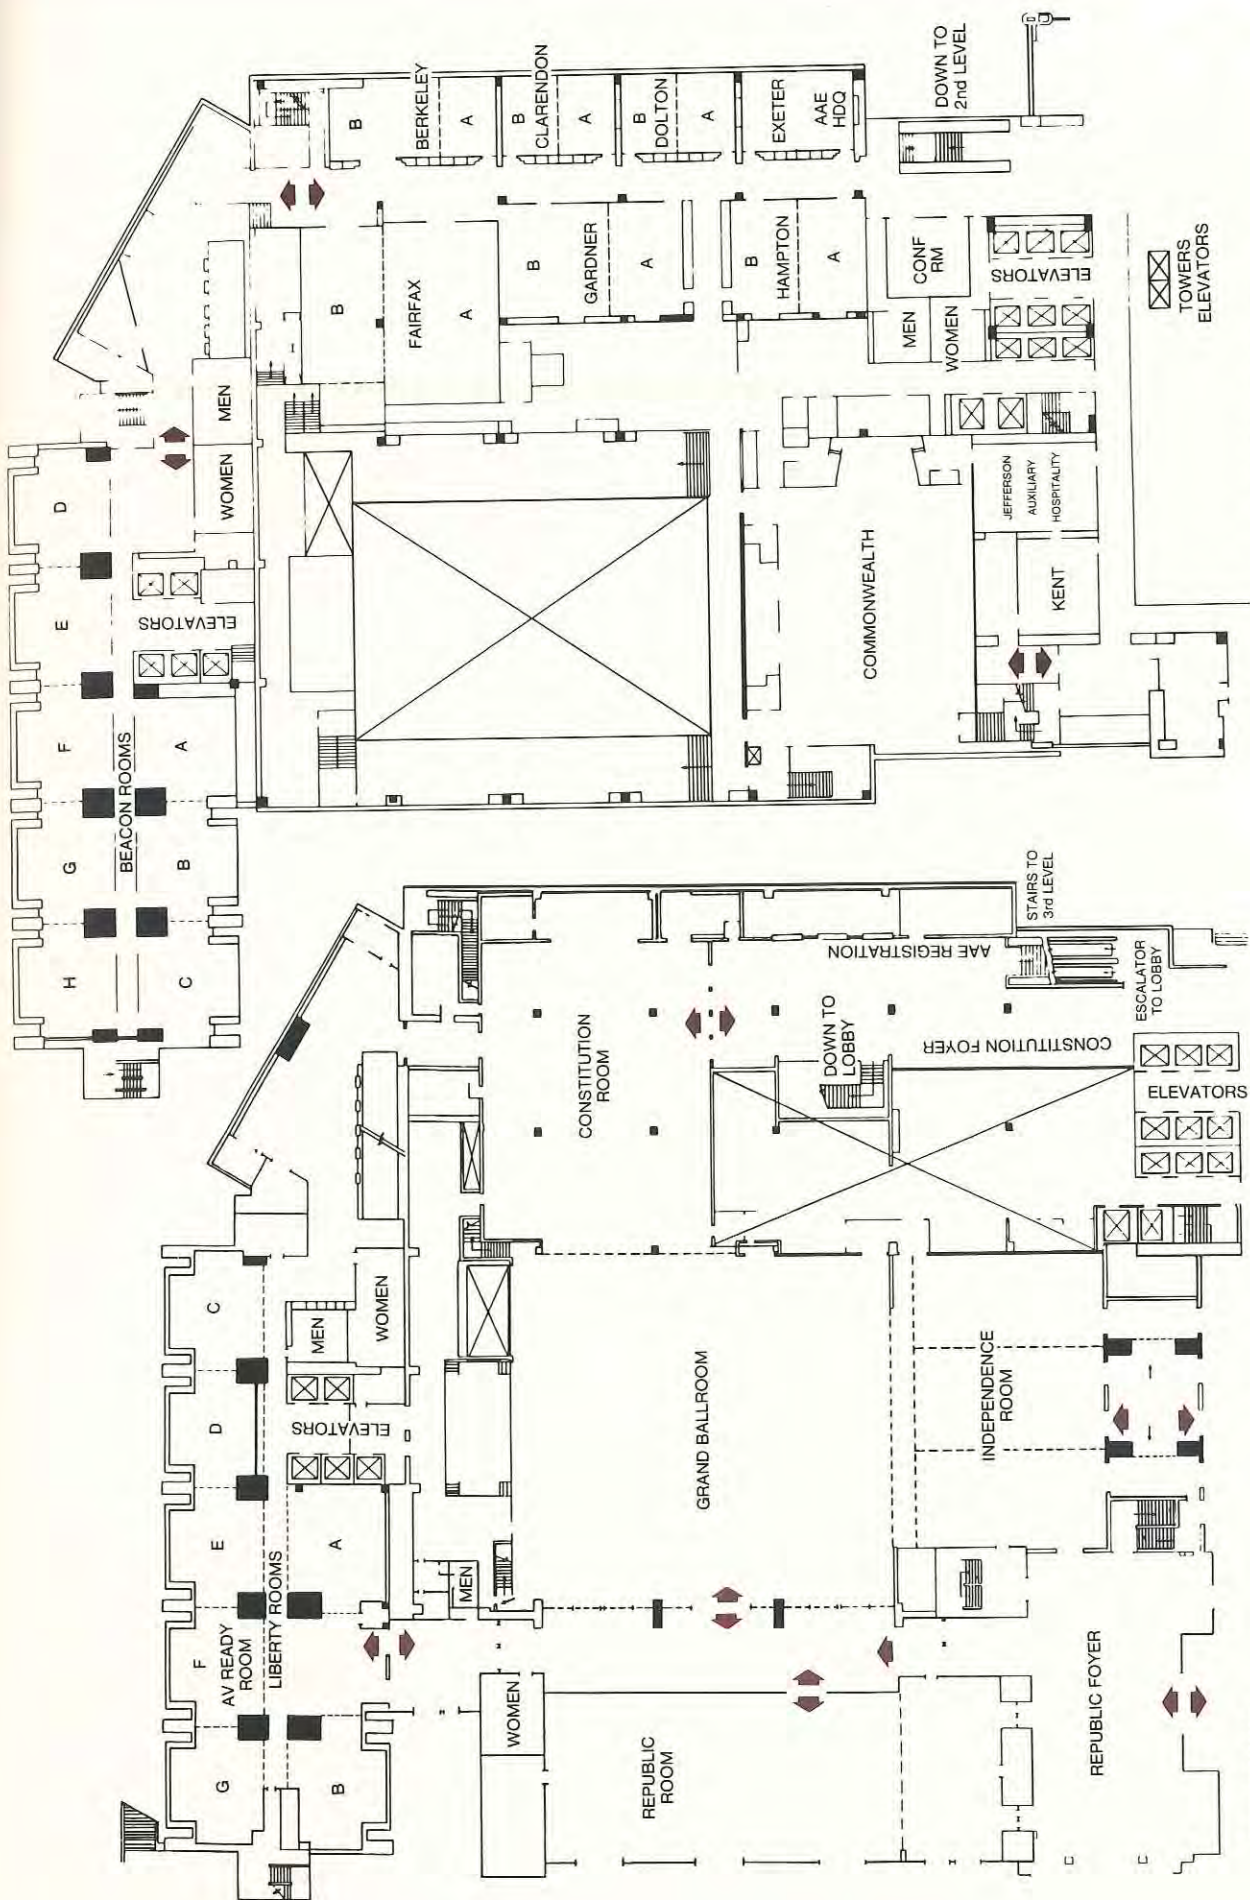 DOWN TO
2nd LEVEL
B
BERKELEY
A
B
CLARENDON
A
B
DOLTON
A
EXETER
AAE
HDQ
B
FAIRFAX
A
B
GARDNER
A
B
HAMPTON
A
CONF
RM
MEN
WOMEN
ELEVATORS
TOWERS
ELEVATORS
MEN
WOMEN
ELEVATORS
D
E
F
G
H
BEACON ROOMS
A
B
C
COMMONWEALTH
JEFFERSON
AUXILIARY
HOSPITALITY
KENT
STAIRS TO
3rd LEVEL
AAE REGISTRATION
ESCALATOR
TO LOBBY
CONSTITUTION
ROOM
DOWN TO
LOBBY
CONSTITUTION FOYER
ELEVATORS
C
D
E
F
G
AV READY
ROOM
LIBERTY ROOMS
A
B
MEN
WOMEN
ELEVATORS
MEN
GRAND BALLROOM
INDEPENDENCE
ROOM
WOMEN
REPUBLIC
ROOM
REPUBLIC FOYER